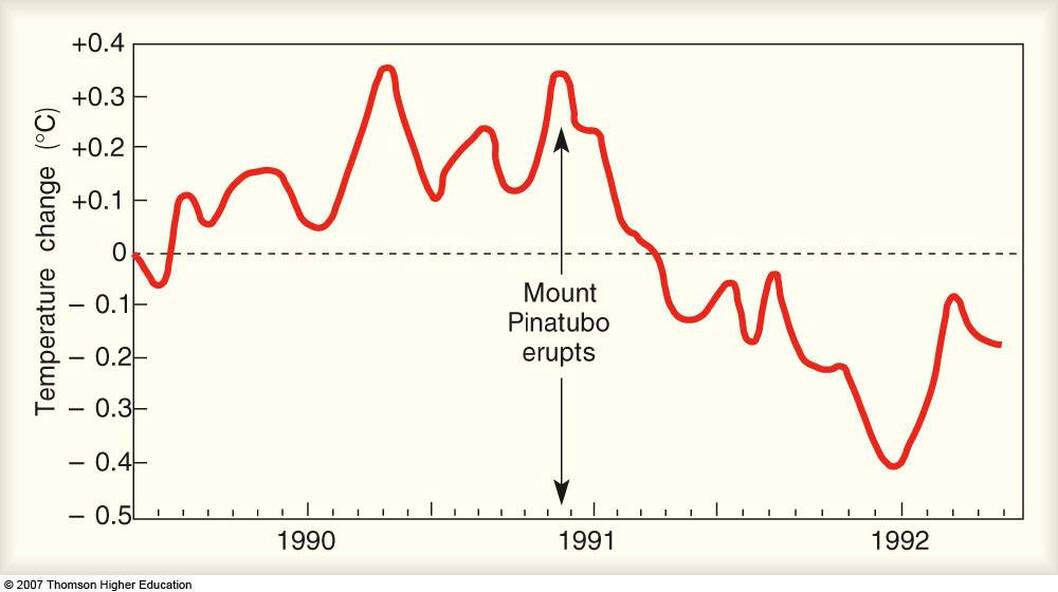 +0.4
+0.3
+0.2
+0.1
0
– 0.1
– 0.2
– 0.3
– 0.4
– 0.5
Temperature change (°C)
Mount
Pinatubo
erupts
1990
1991
1992
© 2007 Thomson Higher Education